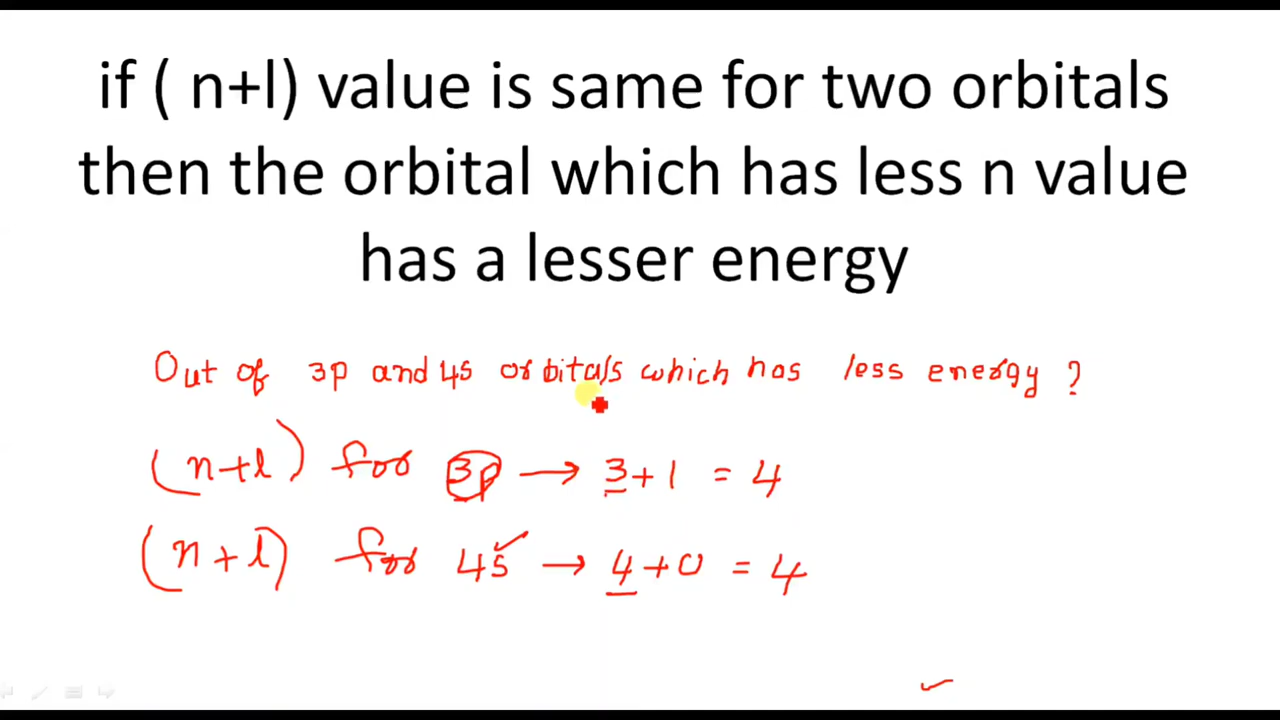 if ( n+l) value is same for two orbitals
then the orbital which has less n value
has a lesser energy
Out of 3p and 4s orbitals which has less energy ?
(n+l) for 3p → 3+1 = 4
(n+l) for 4s → 4+0 = 4